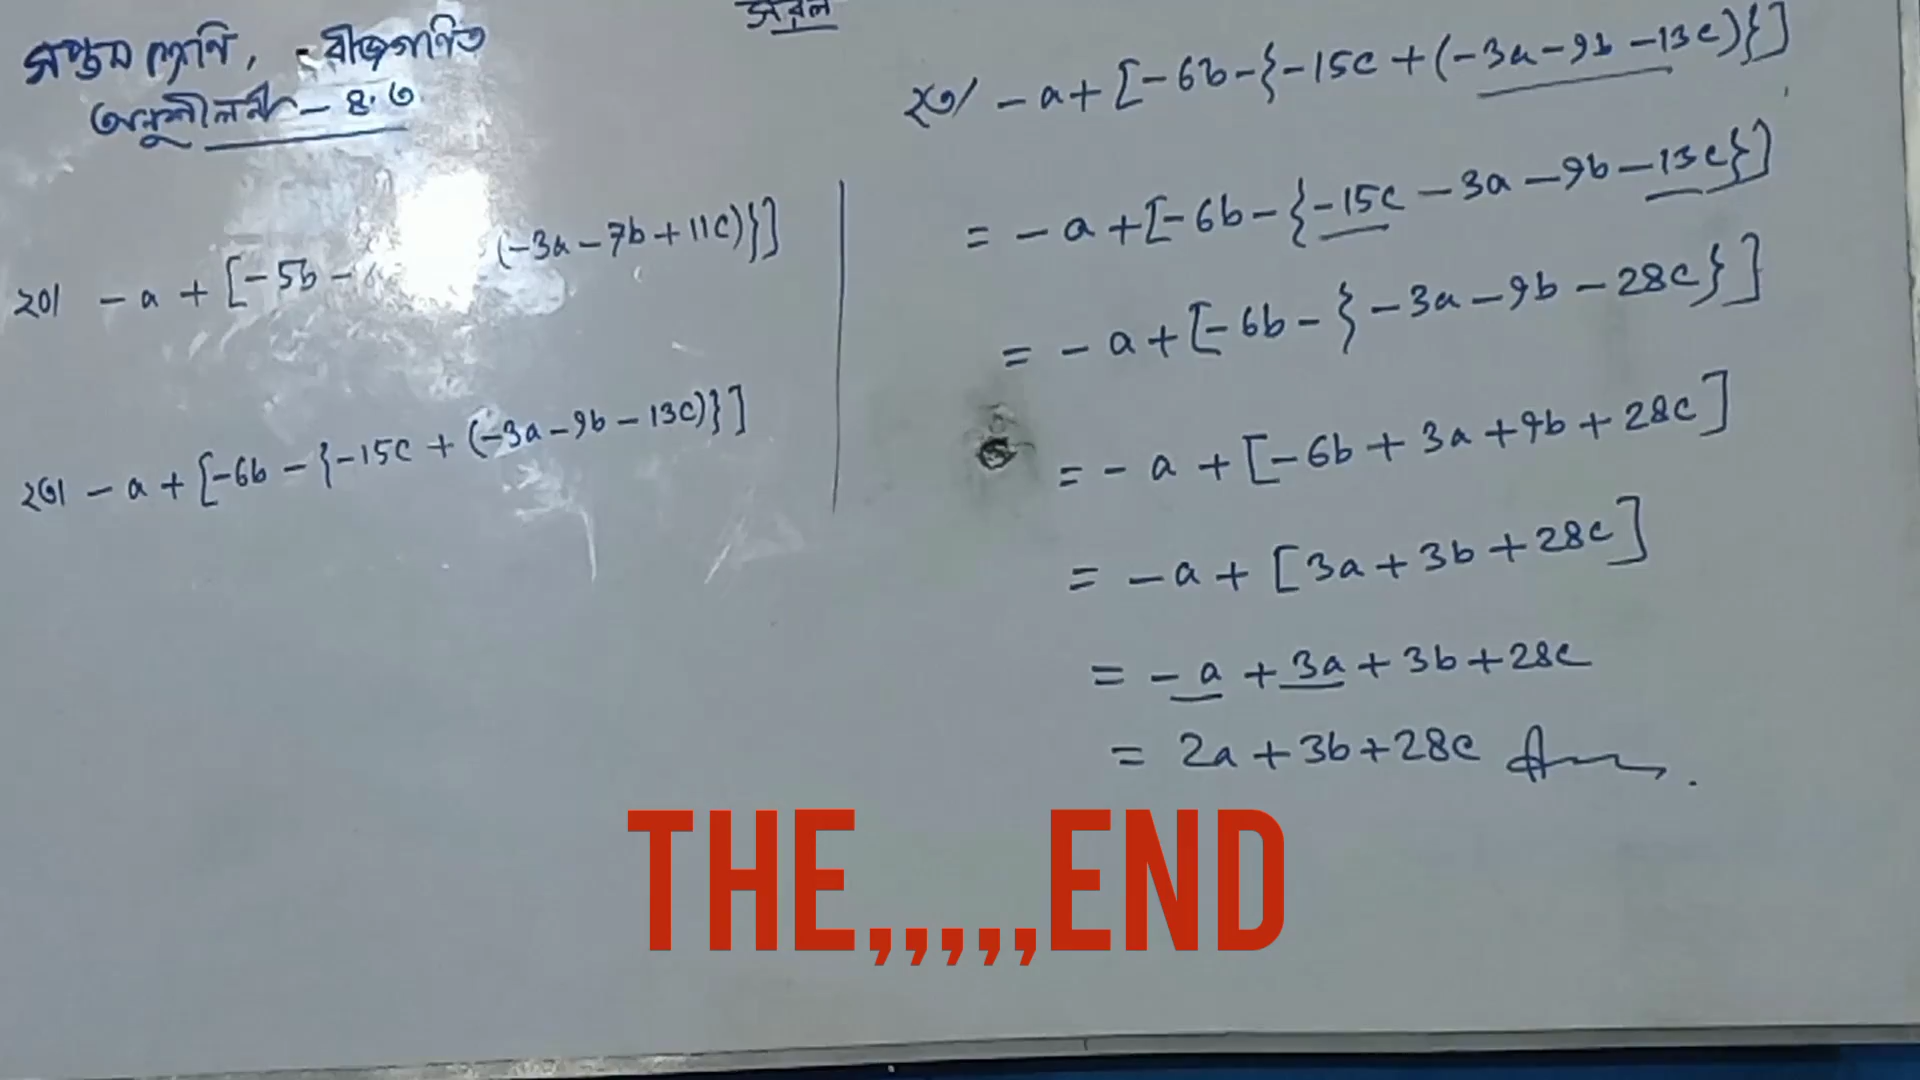 সপ্তম শ্রেণি, বীজগণিত
অনুশীলনী - ৪.৩
২০। - a + [-5b - (-3a - 7b + 11c)}]
২৩। - a + [-6b - {-15c + (-3a - 9b - 13c)}]
সরল
২৩/ - a + [-6b - {-15c + (-3a - 9b - 13c)}]
= - a + [-6b - {-15c - 3a - 9b - 13c}]
= - a + [-6b - { - 3a - 9b - 28c}]
= - a + [-6b + 3a + 9b + 28c]
= - a + [3a + 3b + 28c]
= - a + 3a + 3b + 28c
= 2a + 3b + 28c Ans
THE,,,,,END